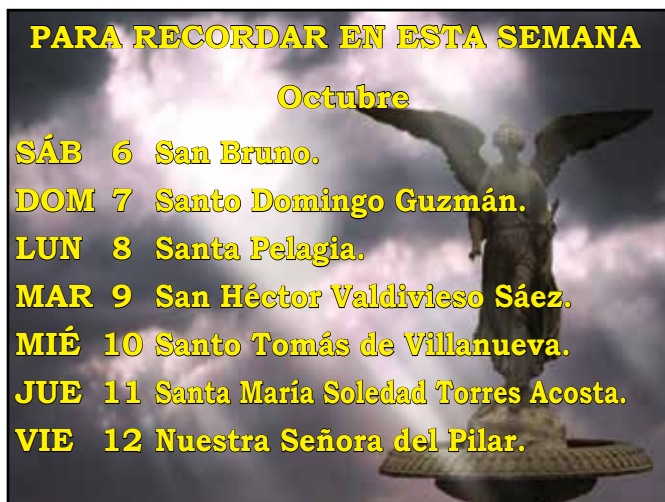 PARA RECORDAR EN ESTA SEMANA
Octubre
SÁB 6 San Bruno.
DOM 7 Santo Domingo Guzmán.
LUN 8 Santa Pelagia.
MAR 9 San Héctor Valdivieso Sáez.
MIÉ 10 Santo Tomás de Villanueva.
JUE 11 Santa María Soledad Torres Acosta.
VIE 12 Nuestra Señora del Pilar.